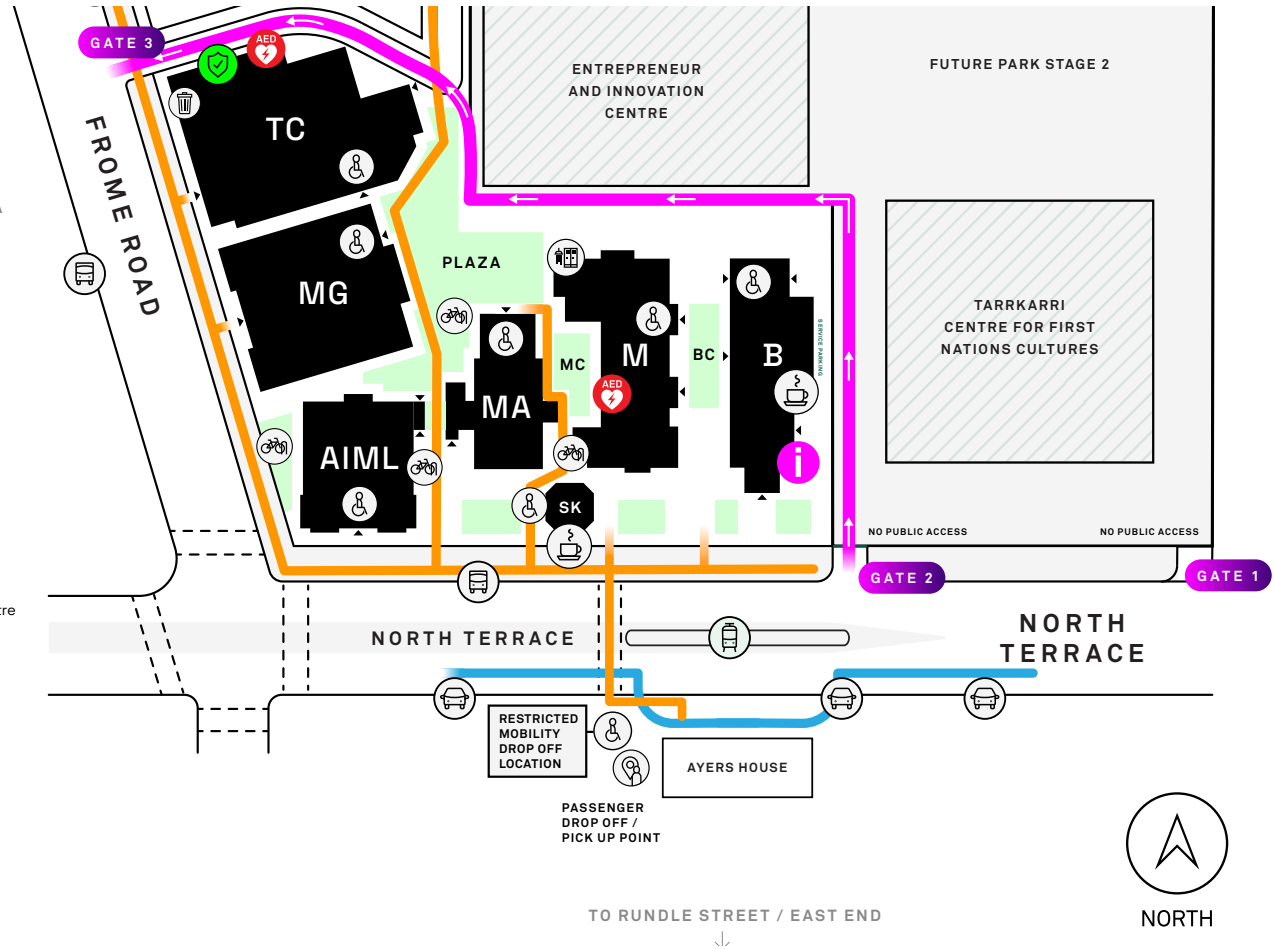 GATE 3
AED
ENTREPRENEUR
AND INNOVATION
CENTRE
FUTURE PARK STAGE 2
TC
FROME ROAD
PLAZA
MG
TARRKARRI
CENTRE FOR FIRST
NATIONS CULTURES
SERVICE PARKING
M
BC
B
MC
AED
MA
AIML
i
SK
NO PUBLIC ACCESS
NO PUBLIC ACCESS
GATE 2
GATE 1
tre
NORTH TERRACE
NORTH
TERRACE
RESTRICTED
MOBILITY
DROP OFF
LOCATION
AYERS HOUSE
PASSENGER
DROP OFF /
PICK UP POINT
TO RUNDLE STREET / EAST END
NORTH